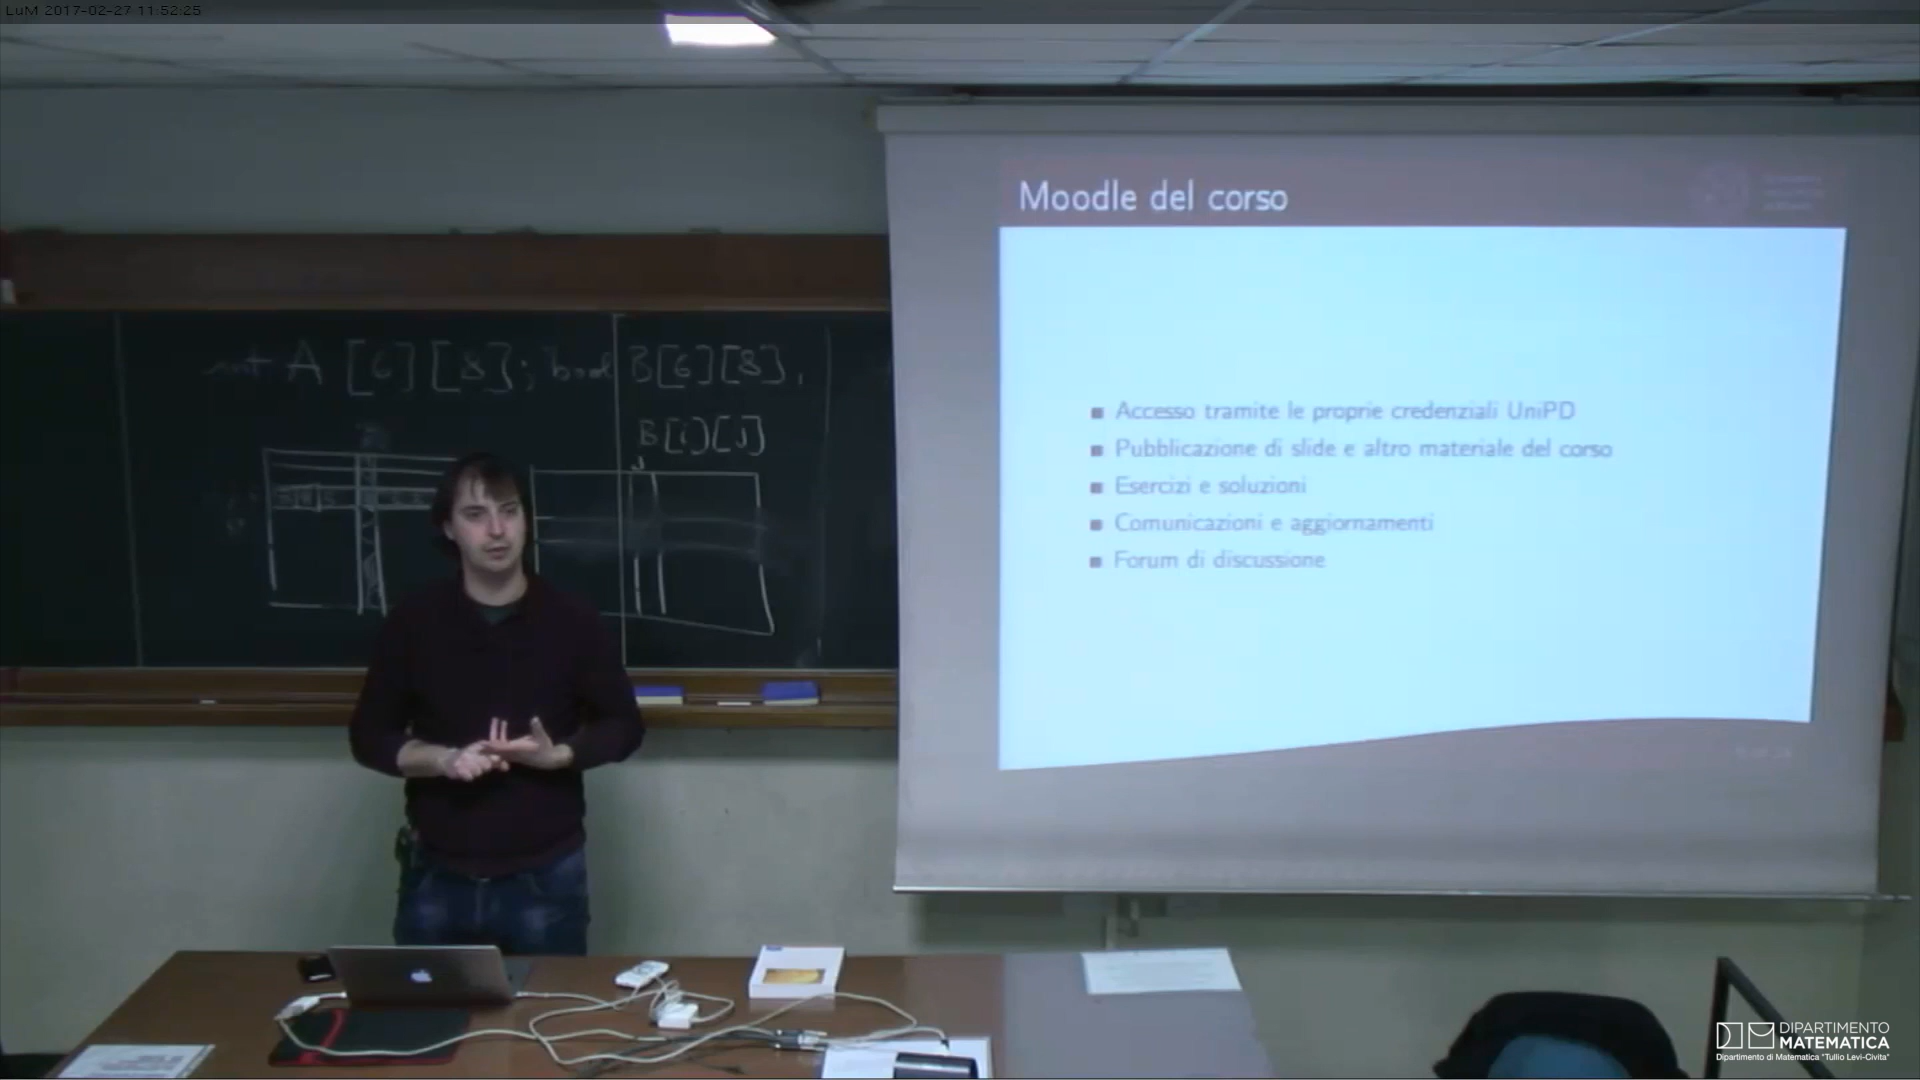 LuM 2017-02-27 11:52:25
Moodle del corso
Accesso tramite le proprie credenziali UniPD
Pubblicazione di slide e altro materiale del corso
Esercizi e soluzioni
Comunicazioni e aggiornamenti
Forum di discussione
int A [6][8]; bool B[6][8],
B[i][j]
j
DIPARTIMENTO
MATEMATICA
Dipartimento di Matematica "Tullio Levi-Civita"